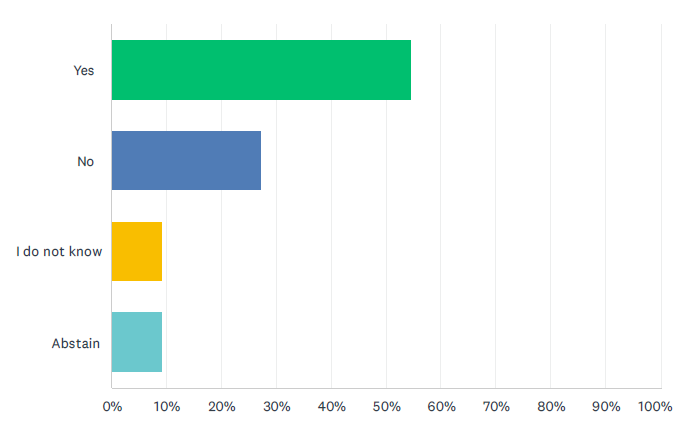 Yes
No
I do not know
Abstain
0% 10% 20% 30% 40% 50% 60% 70% 80% 90% 100%